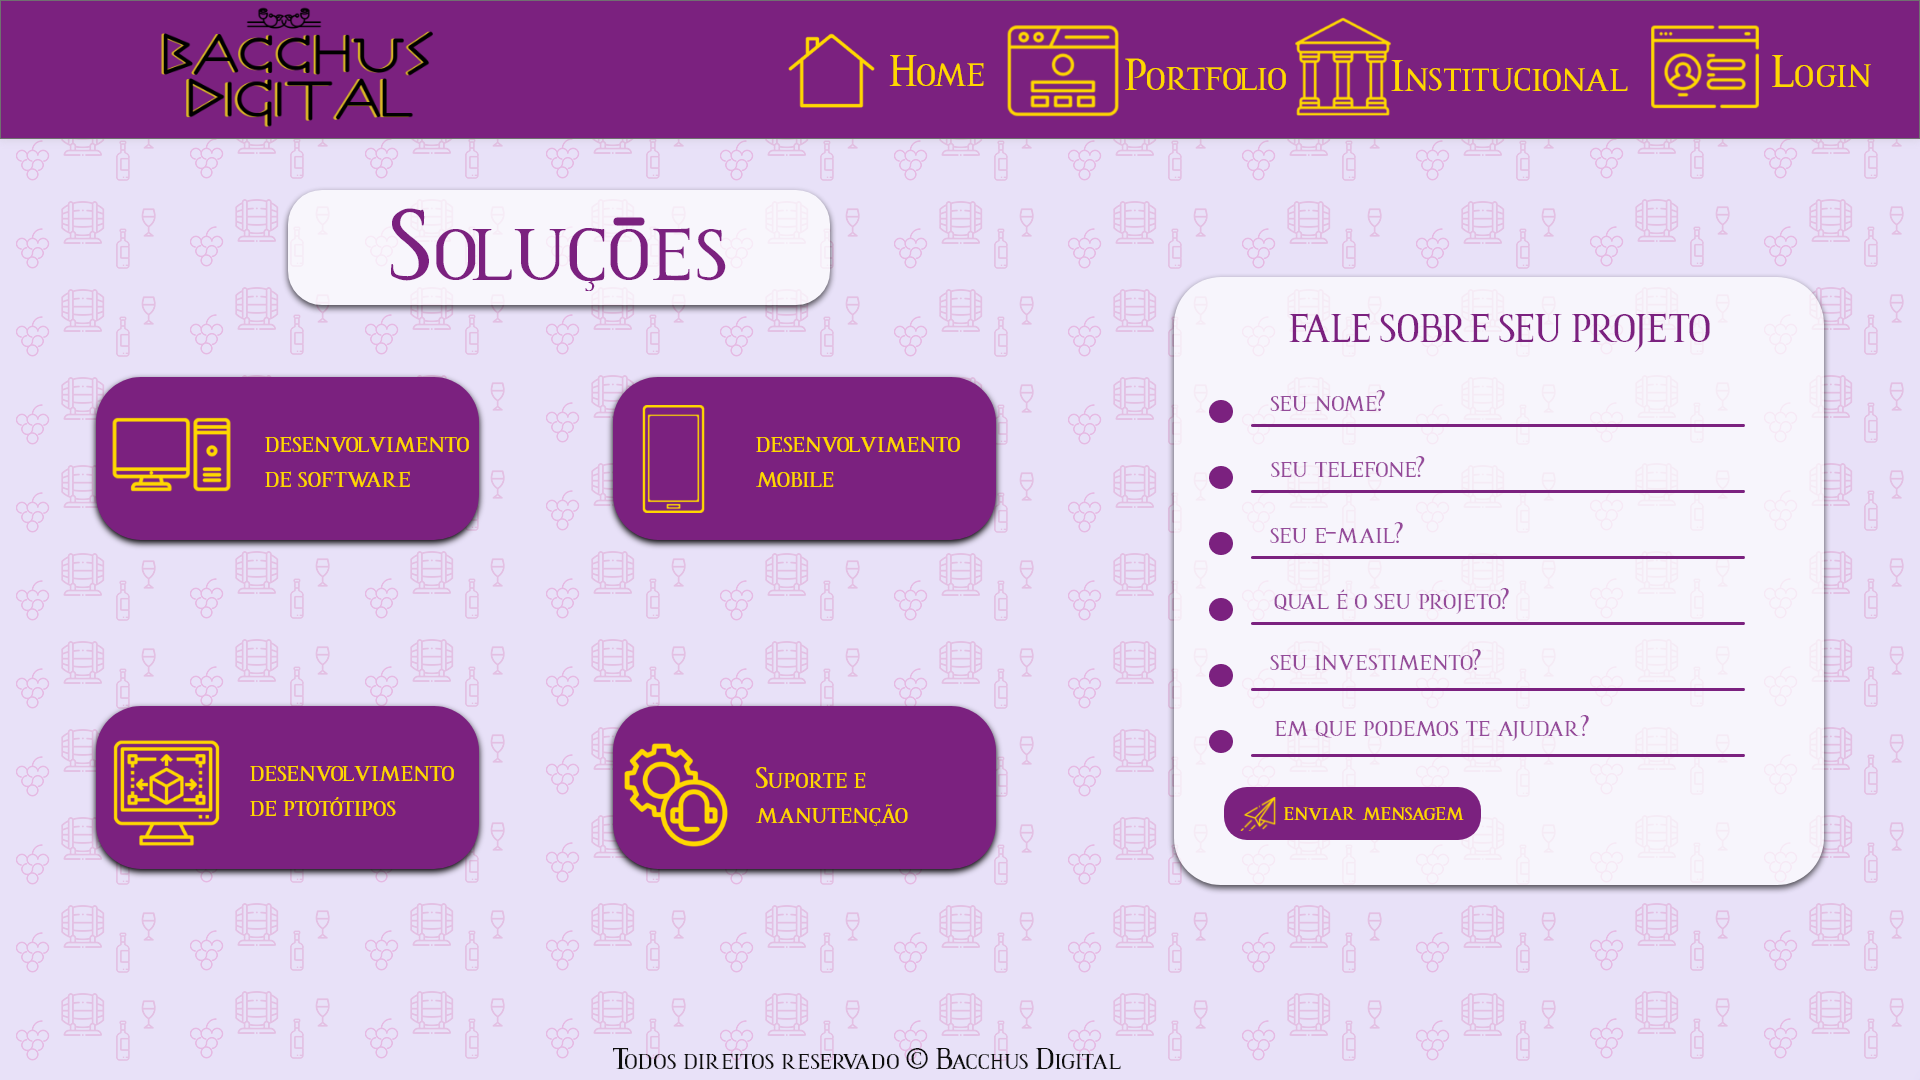 BACCHUS
DIGITAL
Home
Portfolio
Institucional
Login
Soluções
FALE SOBRE SEU PROJETO
seu nome?
seu telefone?
seu e-mail?
qual é o seu projeto?
seu investimento?
em que podemos te ajudar?
enviar mensagem
desenvolvimento
de software
desenvolvimento
mobile
desenvolvimento
de ptotótipos
Suporte e
manutenção
Todos direitos reservado © Bacchus Digital